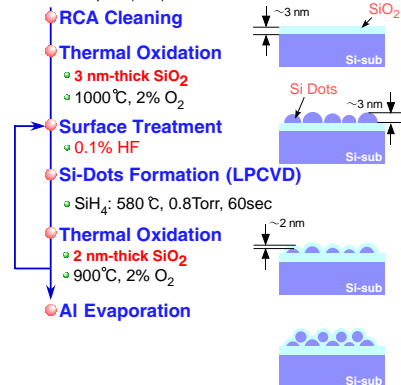 RCA Cleaning
Thermal Oxidation
3 nm-thick SiO₂
1000℃, 2% O₂
Surface Treatment
0.1% HF
Si-Dots Formation (LPCVD)
SiH₄: 580 ℃, 0.8Torr, 60sec
Thermal Oxidation
2 nm-thick SiO₂
900℃, 2% O₂
Al Evaporation
~3 nm
SiO₂
Si-sub
Si Dots
~3 nm
~2 nm
Si-sub
Si-sub